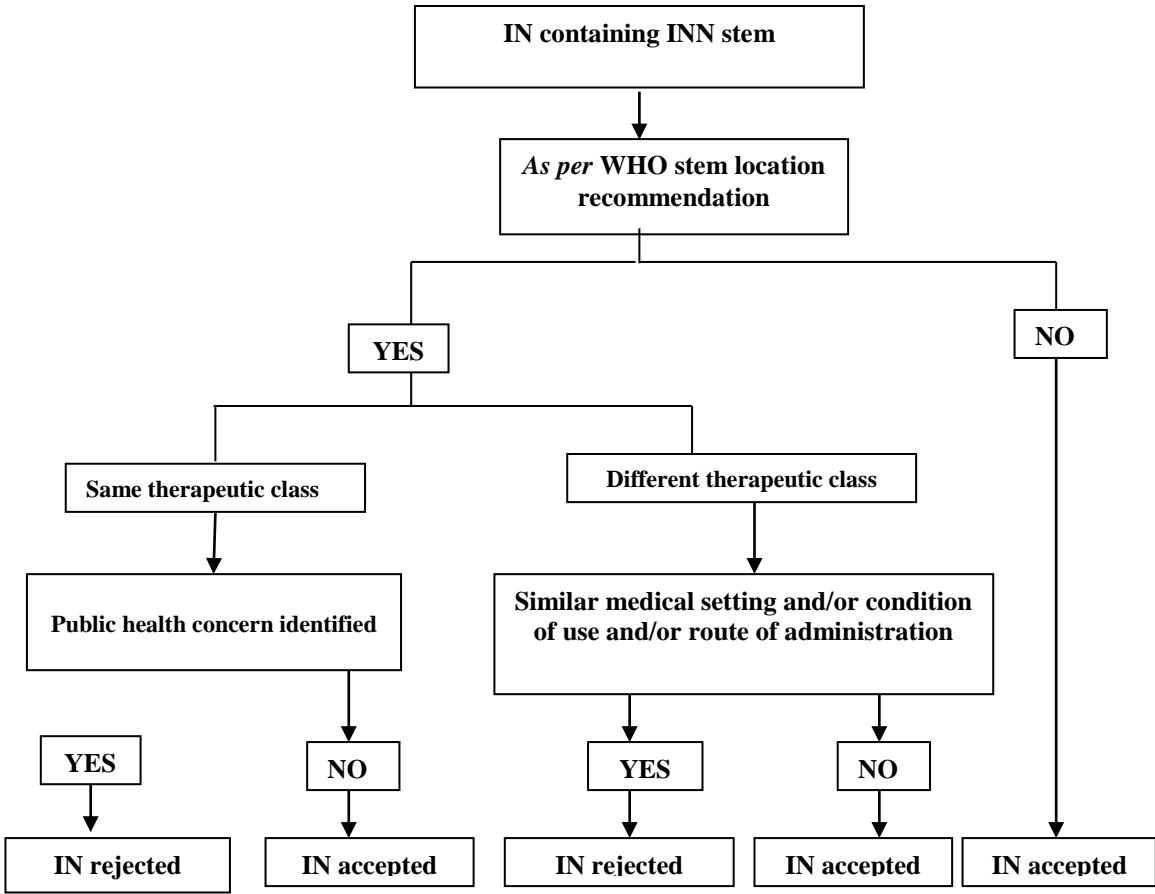 IN containing INN stem
As per WHO stem location
recommendation
YES
NO
Same therapeutic class
Different therapeutic class
Public health concern identified
Similar medical setting and/or condition
of use and/or route of administration
YES
NO
YES
NO
IN rejected
IN accepted
IN rejected
IN accepted
IN accepted